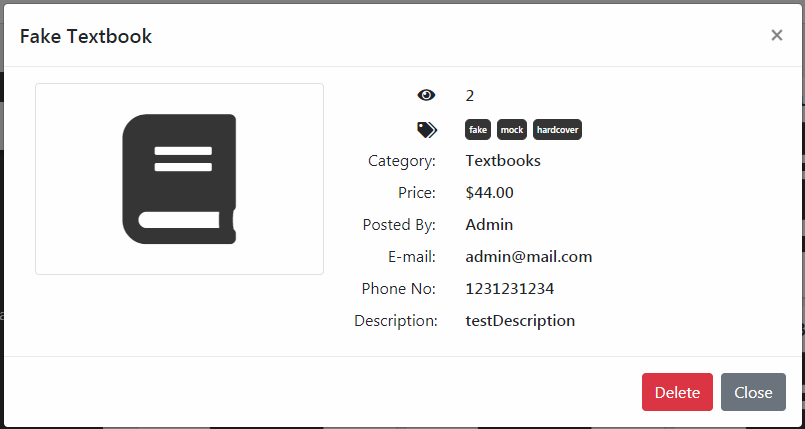 Fake Textbook ×
2
fake mock hardcover
Category: Textbooks
Price: $44.00
Posted By: Admin
E-mail: admin@mail.com
Phone No: 1231231234
Description: testDescription
Delete Close